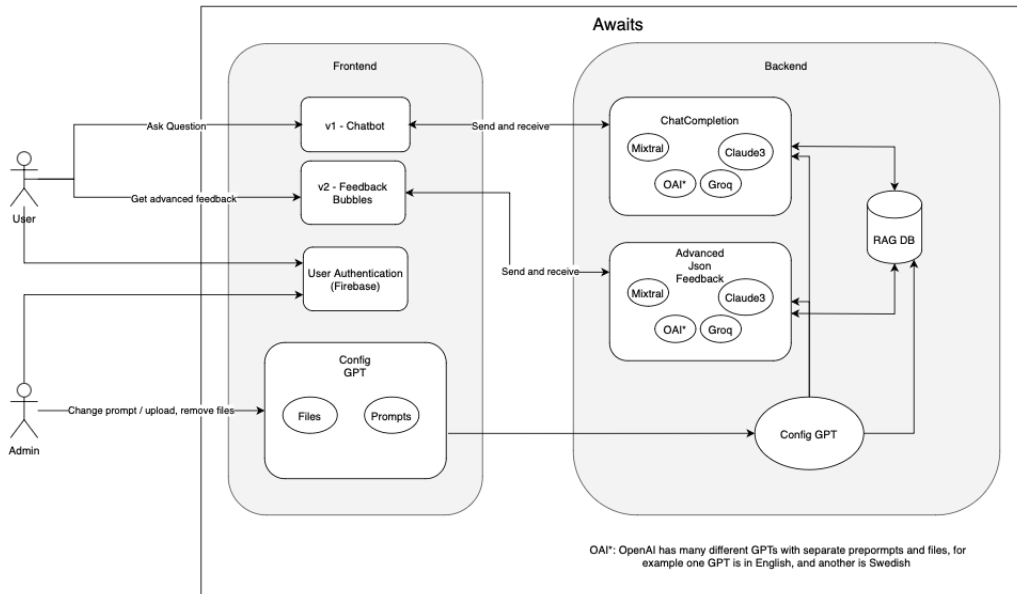 Awaits
Frontend
Backend
v1 - Chatbot
Ask Question
Send and receive
ChatCompletion
Mixtral
Claude3
OAI*
Groq
v2 - Feedback
Bubbles
Get advanced feedback
User
RAG DB
User Authentication
(Firebase)
Send and receive
Advanced
Json
Feedback
Mixtral
Claude3
OAI*
Groq
Config
GPT
Files
Prompts
Change prompt / upload, remove files
Admin
Config GPT
OAI*: OpenAI has many different GPTs with separate prepormpts and files, for
example one GPT is in English, and another is Swedish